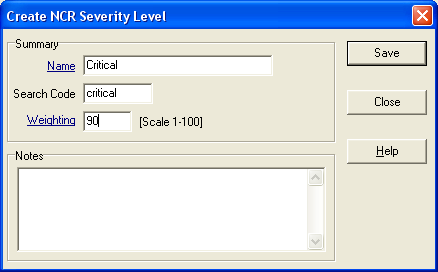 Create NCR Severity Level
Summary
Name Critical
Save
Search Code critical
Close
Weighting 90 [Scale 1-100]
Help
Notes